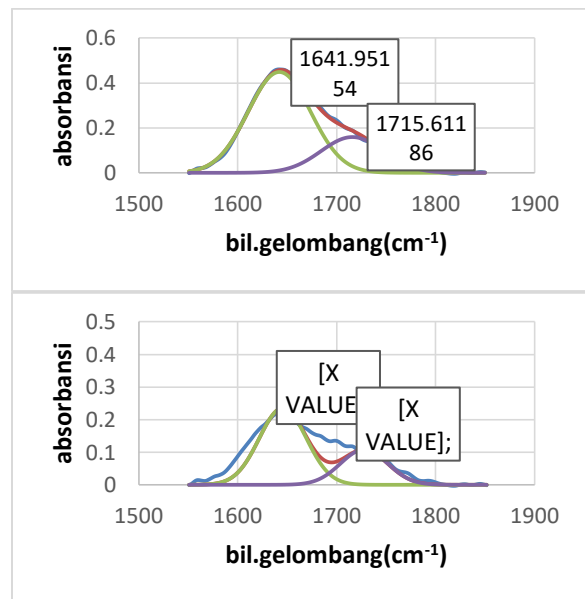 0.6
0.4
0.2
0
absorbansi
1641.951
54
1715.611
86
1500 1600 1700 1800 1900
bil.gelombang(cm⁻¹)
0.5
0.4
0.3
0.2
0.1
0
absorbansi
[X
VALUE
[X
VALUE];
1500 1600 1700 1800 1900
bil.gelombang(cm⁻¹)